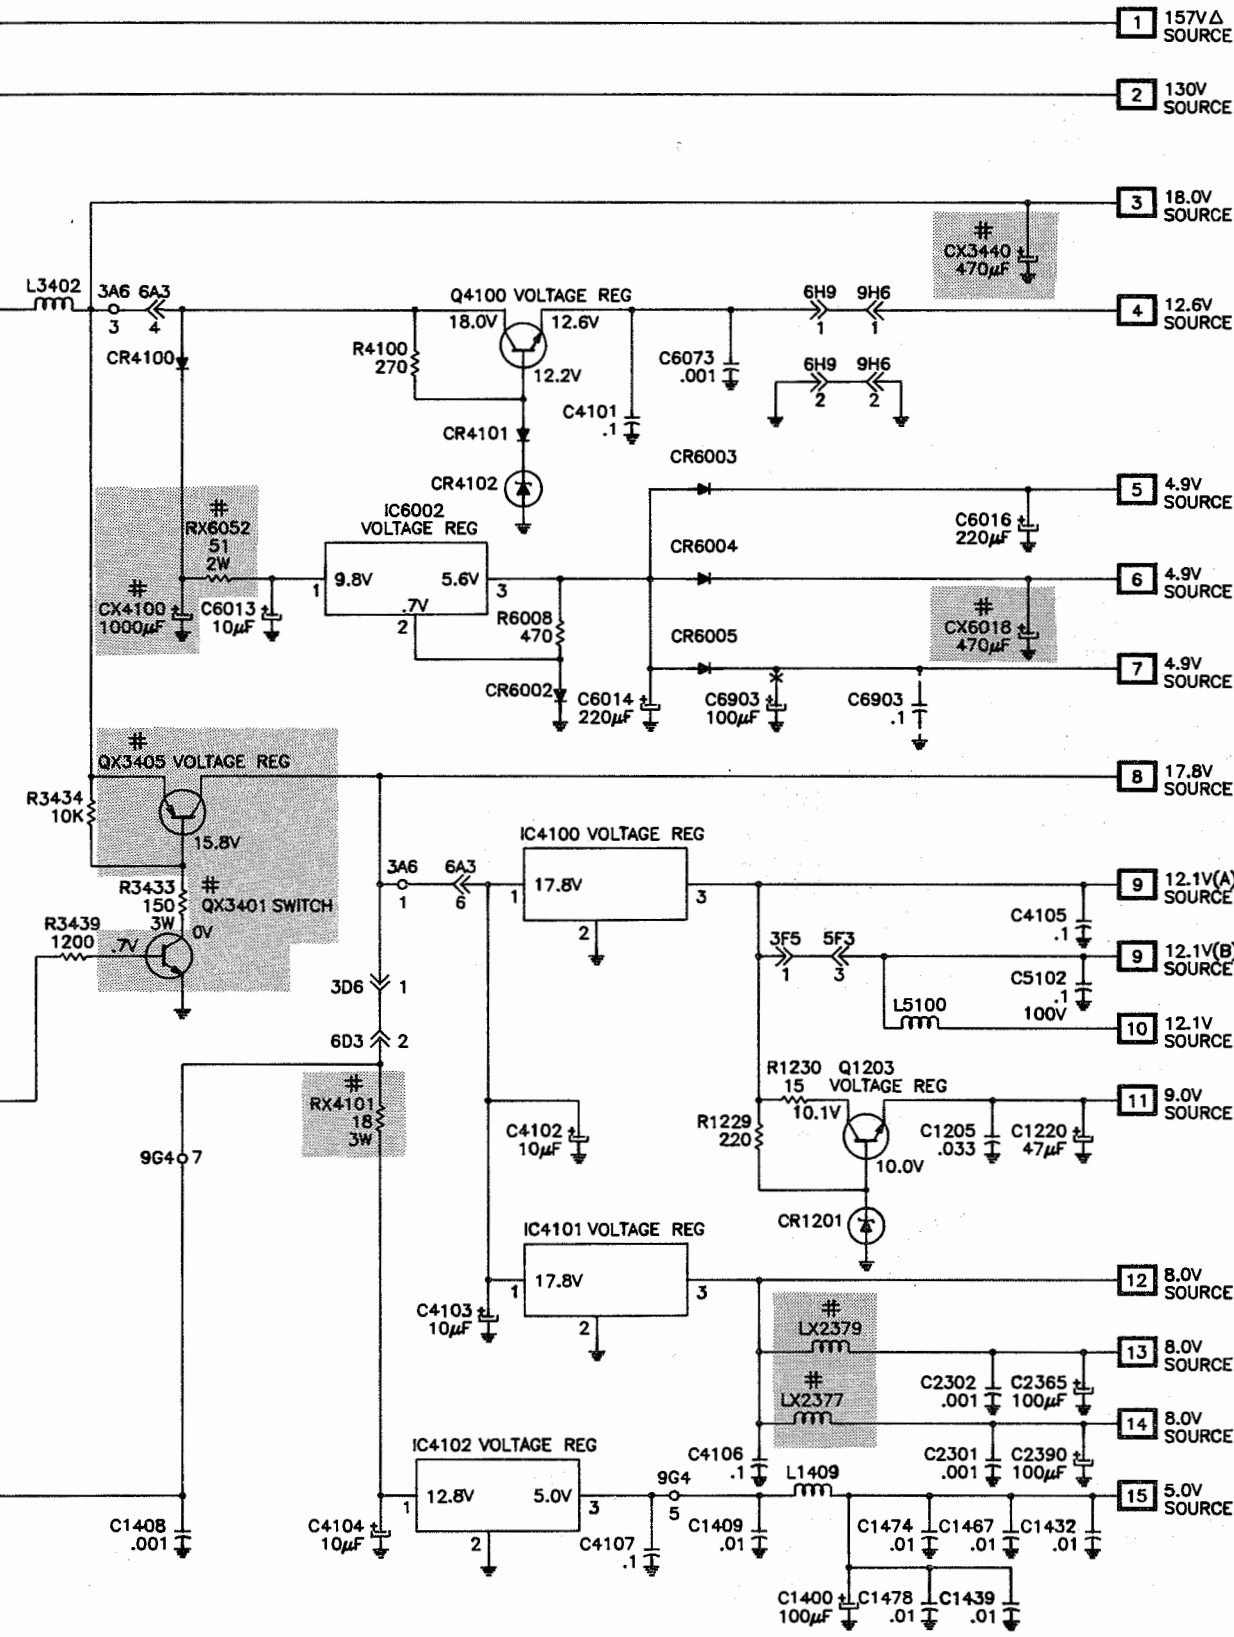 1 157VΔ
SOURCE
2 130V
SOURCE
3 18.0V
SOURCE
#
CX3440
470μF
L3402
3A6 6A3
3 4
Q4100 VOLTAGE REG
18.0V 12.6V
12.2V
6H9 9H6
1 1
4 12.6V
SOURCE
CR4100
R4100
270
C6073
.001
6H9 9H6
2 2
C4101
.1
CR4101
CR4102
CR6003
5 4.9V
SOURCE
C6016
220μF
#
RX6052
51
2W
IC6002
VOLTAGE REG
1 9.8V 5.6V 3
.7V
2
CR6004
6 4.9V
SOURCE
#
CX4100
1000μF
C6013
10μF
R6008
470
#
CX6018
470μF
CR6005
7 4.9V
SOURCE
CR6002
C6014
220μF
C6903
100μF
C6903
.1
#
QX3405 VOLTAGE REG
8 17.8V
SOURCE
R3434
10K
15.8V
IC4100 VOLTAGE REG
1 17.8V 3
2
3A6 6A3
1 6
9 12.1V(A)
SOURCE
C4105
.1
R3433
150
3W
#
QX3401 SWITCH
0V
R3439
1200
.7V
3F5 5F3
1 3
9 12.1V(B)
SOURCE
C5102
.1
100V
3D6 1
6D3 2
L5100
10 12.1V
SOURCE
#
RX4101
18
3W
R1230
15
Q1203
VOLTAGE REG
10.1V
11 9.0V
SOURCE
R1229
220
C1205
.033
C1220
47μF
10.0V
C4102
10μF
9G4 7
CR1201
IC4101 VOLTAGE REG
1 17.8V 3
2
12 8.0V
SOURCE
C4103
10μF
#
LX2379
13 8.0V
SOURCE
C2302
.001
C2365
100μF
#
LX2377
14 8.0V
SOURCE
C2301
.001
C2390
100μF
IC4102 VOLTAGE REG
1 12.8V 5.0V 3
2
C4106
.1
9G4
5
L1409
15 5.0V
SOURCE
C1408
.001
C4104
10μF
C4107
.1
C1409
.01
C1474
.01
C1467
.01
C1432
.01
C1400
100μF
C1478
.01
C1439
.01